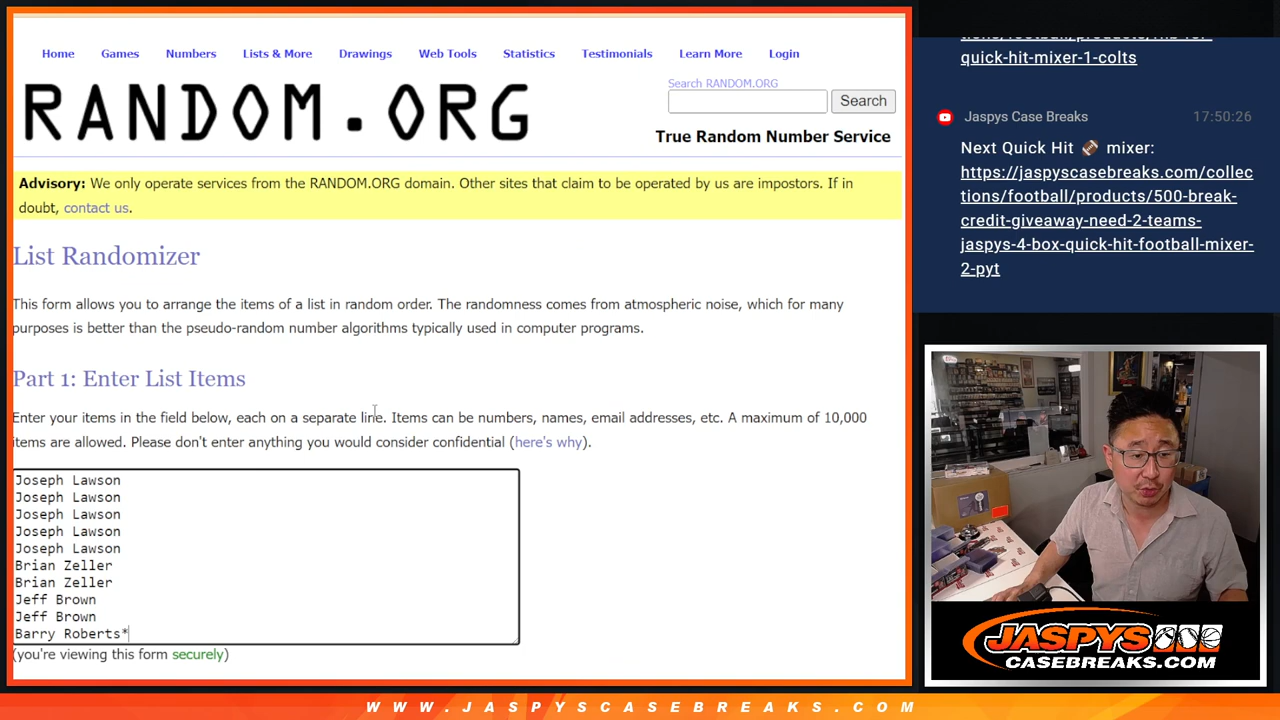 Home Games Numbers Lists & More Drawings Web Tools Statistics Testimonials Learn More Login
RANDOM.ORG
Search RANDOM.ORG
Search
True Random Number Service
Advisory: We only operate services from the RANDOM.ORG domain. Other sites that claim to be operated by us are impostors. If in
doubt, contact us.
List Randomizer
This form allows you to arrange the items of a list in random order. The randomness comes from atmospheric noise, which for many
purposes is better than the pseudo-random number algorithms typically used in computer programs.
Part 1: Enter List Items
Enter your items in the field below, each on a separate line. Items can be numbers, names, email addresses, etc. A maximum of 10,000
items are allowed. Please don't enter anything you would consider confidential (here's why).
Joseph Lawson
Joseph Lawson
Joseph Lawson
Joseph Lawson
Joseph Lawson
Brian Zeller
Brian Zeller
Jeff Brown
Jeff Brown
Barry Roberts*
(you're viewing this form securely)
quick-hit-mixer-1-colts
Jaspys Case Breaks 17:50:26
Next Quick Hit 🏈 mixer:
https://jaspyscasebreaks.com/collec
tions/football/products/500-break-
credit-giveaway-need-2-teams-
jaspys-4-box-quick-hit-football-mixer-
2-pyt
JASPYS
CASEBREAKS.COM
WWW.JASPYSCASEBREAKS.COM